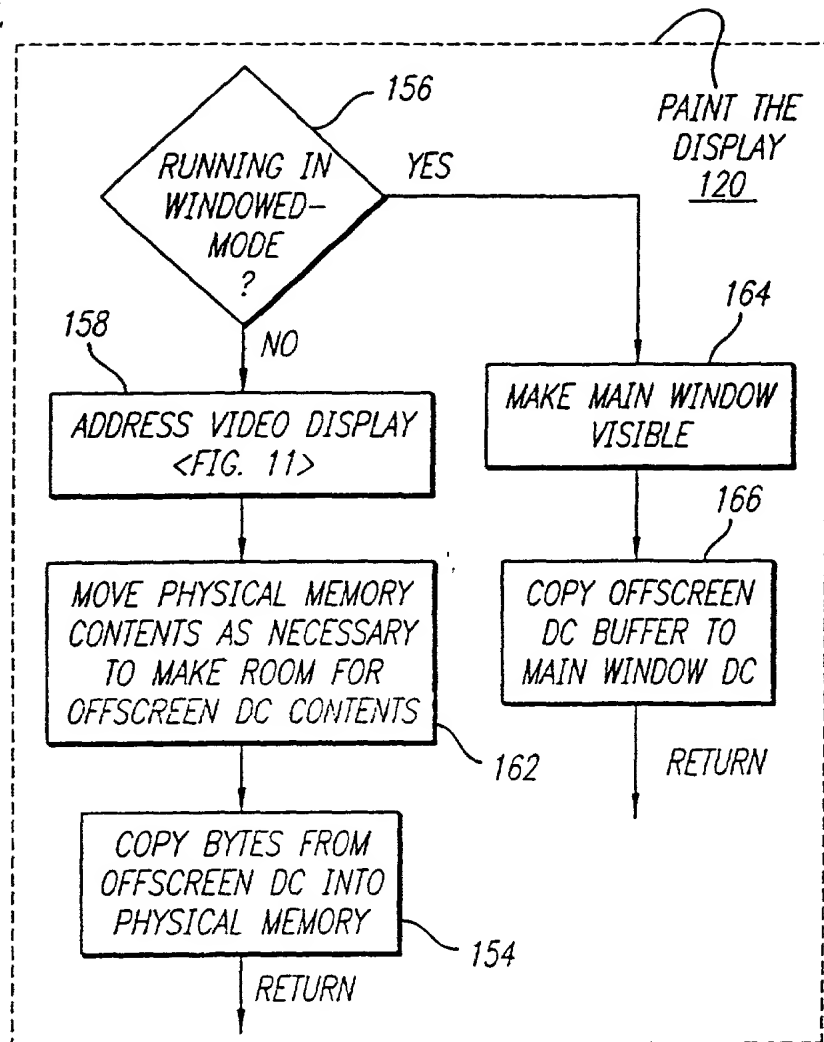 PAINT THE
DISPLAY
120
156
RUNNING IN
WINDOWED-
MODE
?
YES
NO
158
ADDRESS VIDEO DISPLAY
<FIG. 11>
MOVE PHYSICAL MEMORY
CONTENTS AS NECESSARY
TO MAKE ROOM FOR
OFFSCREEN DC CONTENTS
162
COPY BYTES FROM
OFFSCREEN DC INTO
PHYSICAL MEMORY
154
RETURN
164
MAKE MAIN WINDOW
VISIBLE
166
COPY OFFSCREEN
DC BUFFER TO
MAIN WINDOW DC
RETURN